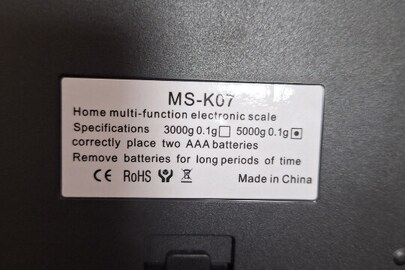 MS-K07
Home multi-function electronic scale
Specifications 3000g 0.1g 5000g 0.1g
correctly place two AAA batteries
Remove batteries for long periods of time
CE RoHS Made in China